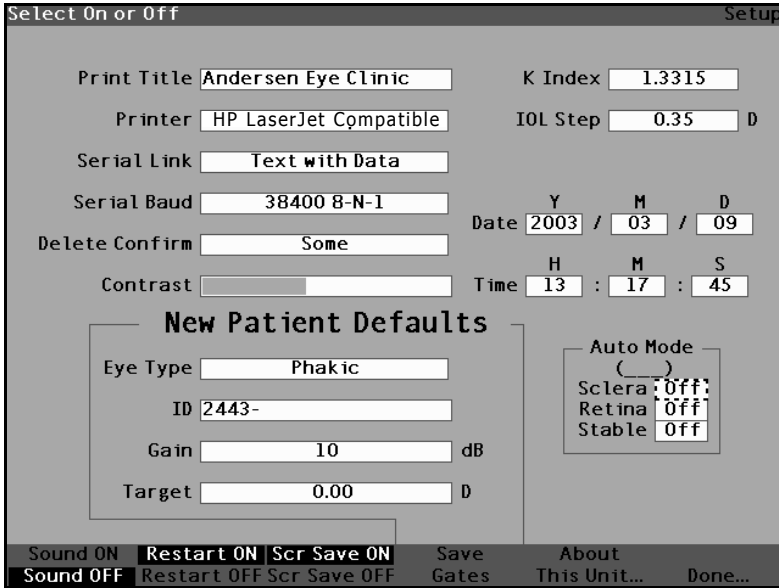 Select On or Off Setup
Print Title Andersen Eye Clinic K Index 1.3315
Printer HP LaserJet Compatible IOL Step 0.35 D
Serial Link Text with Data
Serial Baud 38400 8-N-1
Y M D
Date 2003 / 03 / 09
Delete Confirm Some
H M S
Contrast Time 13 : 17 : 45
New Patient Defaults
Auto Mode
(___)
Eye Type Phakic
Sclera Off
ID 2443-
Retina Off
Stable Off
Gain 10 dB
Target 0.00 D
Sound ON Restart ON Scr Save ON Save About
Sound OFF Restart OFF Scr Save OFF Gates This Unit... Done...